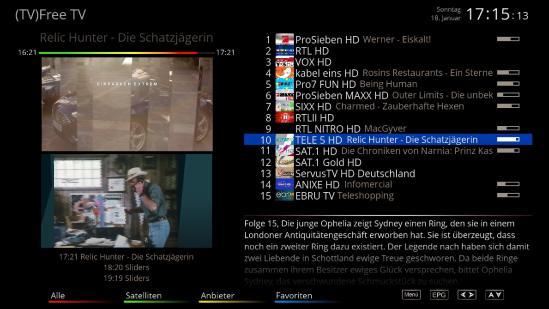 (TV)Free TV
Sonntag
18. Januar
17:15:13
Relic Hunter - Die Schatzjägerin
16:21 17:21
EINFARBEN EXTREM
17:21 Relic Hunter - Die Schatzjägerin
18:20 Sliders
19:19 Sliders
1 ProSieben HD Werner - Eiskalt!
2 RTL HD
3 VOX HD
4 kabel eins HD Rosins Restaurants - Ein Sterne
5 Pro7 FUN HD Being Human
6 ProSieben MAXX HD Outer Limits - Die unbek
7 SIXX HD Charmed - Zauberhafte Hexen
8 RTLII HD
9 RTL NITRO HD MacGyver
10 TELE 5 HD Relic Hunter - Die Schatzjägerin
11 SAT.1 HD Die Chroniken von Narnia: Prinz Kas
12 SAT.1 Gold HD
13 ServusTV HD Deutschland
14 ANIXE HD Infomercial
15 EBRU TV Teleshopping
Folge 15, Die junge Ophelia zeigt Sydney einen Ring, den sie in einem
Londoner Antiquitätengeschäft erworben hat. Sie ist überzeugt, dass
noch ein zweiter Ring dazu existiert. Der Legende nach haben sich damit
zwei Liebende in Schottland ewige Treue geschworen. Da beide Ringe
zusammen ihrem Besitzer ewiges Glück versprechen, bittet Ophelia
Sydney, das verschwundene Schmuckstück zu suchen.
Alle Satelliten Anbieter Favoriten Menü EPG